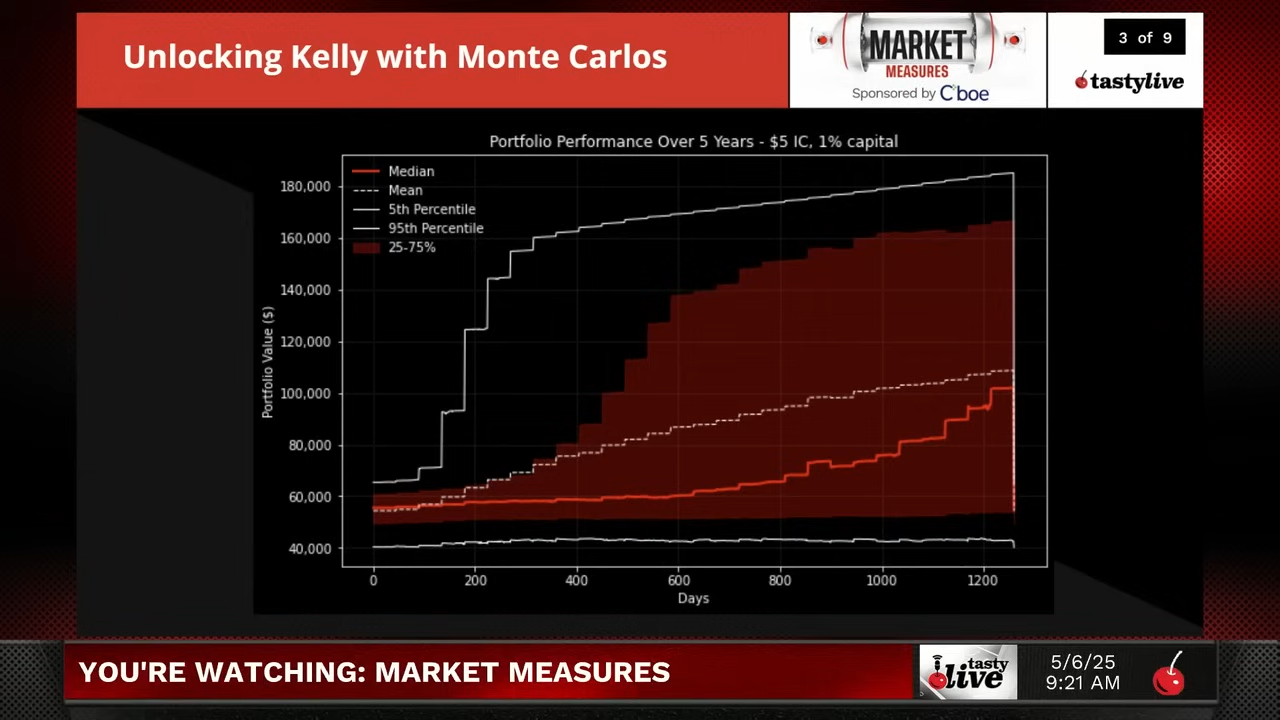 Unlocking Kelly with Monte Carlos
MARKET
MEASURES
Sponsored by Cboe
3 of 9
tastylive
Portfolio Performance Over 5 Years - $5 IC, 1% capital
Median
Mean
5th Percentile
95th Percentile
25-75%
180,000
160,000
140,000
120,000
100,000
80,000
60,000
40,000
Portfolio Value ($)
0 200 400 600 800 1000 1200
Days
YOU'RE WATCHING: MARKET MEASURES
tasty
live
5/6/25
9:21 AM